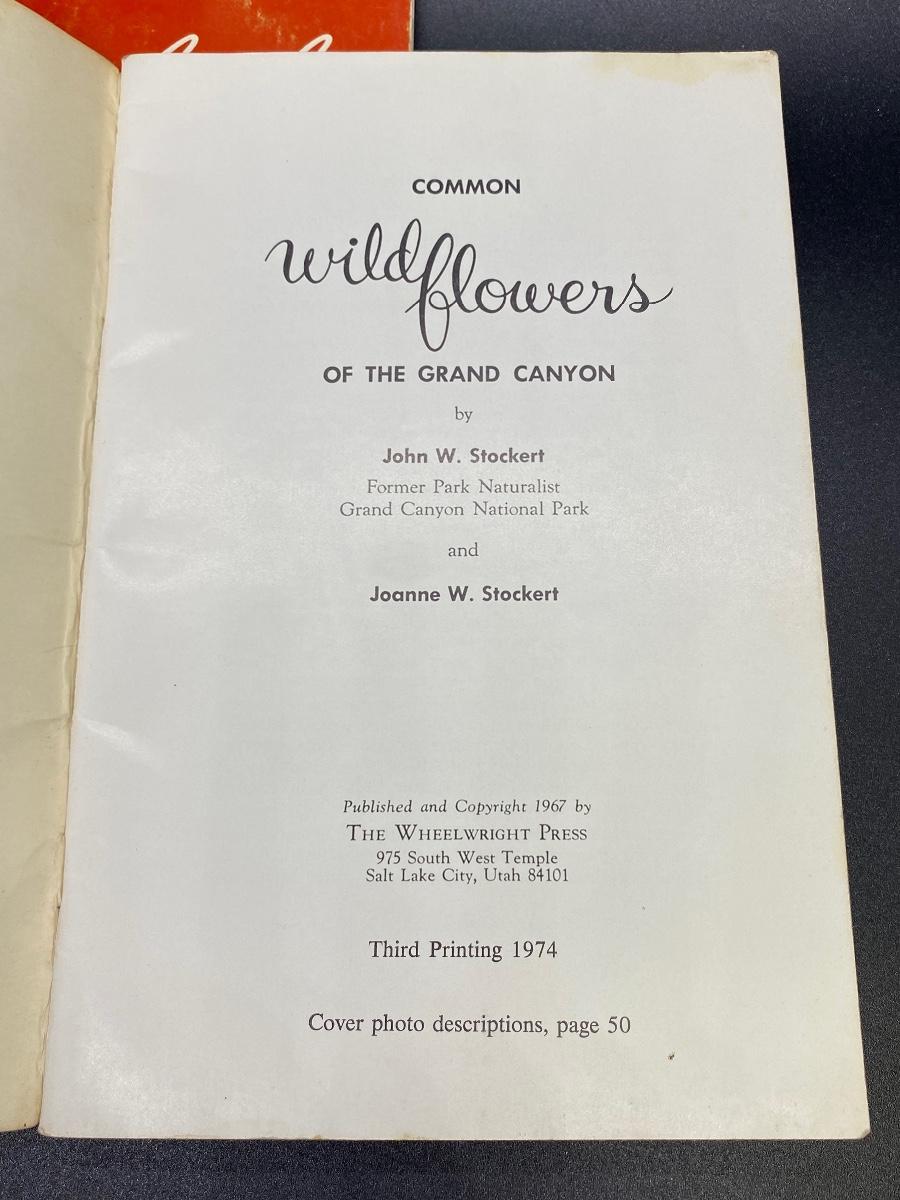 COMMON
wildflowers
OF THE GRAND CANYON
by
John W. Stockert
Former Park Naturalist
Grand Canyon National Park
and
Joanne W. Stockert
Published and Copyright 1967 by
THE WHEELWRIGHT PRESS
975 South West Temple
Salt Lake City, Utah 84101
Third Printing 1974
Cover photo descriptions, page 50